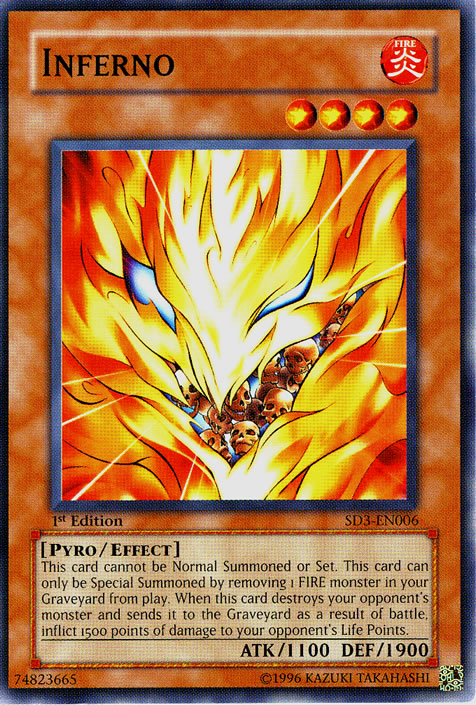 INFERNO
FIRE
炎
1st Edition
SD3-EN006
[PYRO/EFFECT]
This card cannot be Normal Summoned or Set. This card can
only be Special Summoned by removing 1 FIRE monster in your
Graveyard from play. When this card destroys your opponent's
monster and sends it to the Graveyard as a result of battle,
inflict 1500 points of damage to your opponent's Life Points.
ATK/1100 DEF/1900
74823665
©1996 KAZUKI TAKAHASHI